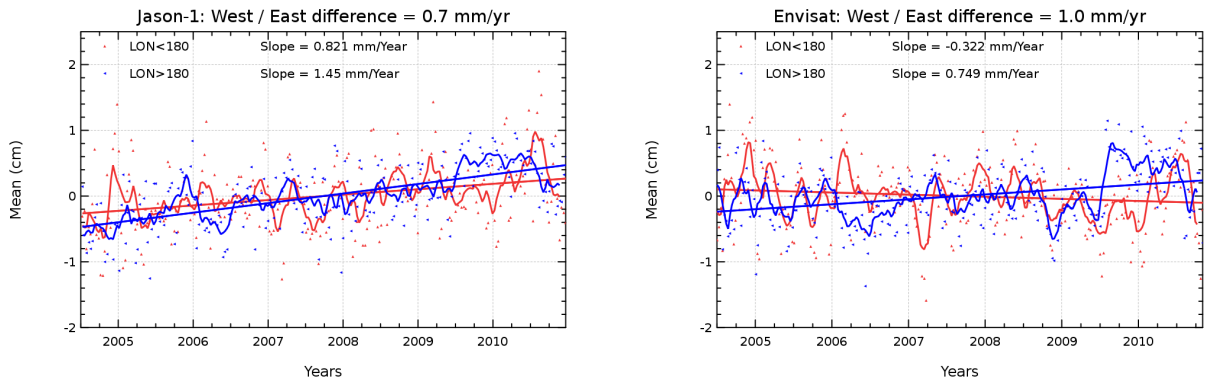 Jason-1: West / East difference = 0.7 mm/yr
LON<180 Slope = 0.821 mm/Year
LON>180 Slope = 1.45 mm/Year
Mean (cm)
2
1
0
-1
-2
2005 2006 2007 2008 2009 2010
Years
Envisat: West / East difference = 1.0 mm/yr
LON<180 Slope = -0.322 mm/Year
LON>180 Slope = 0.749 mm/Year
Mean (cm)
2
1
0
-1
-2
2005 2006 2007 2008 2009 2010
Years